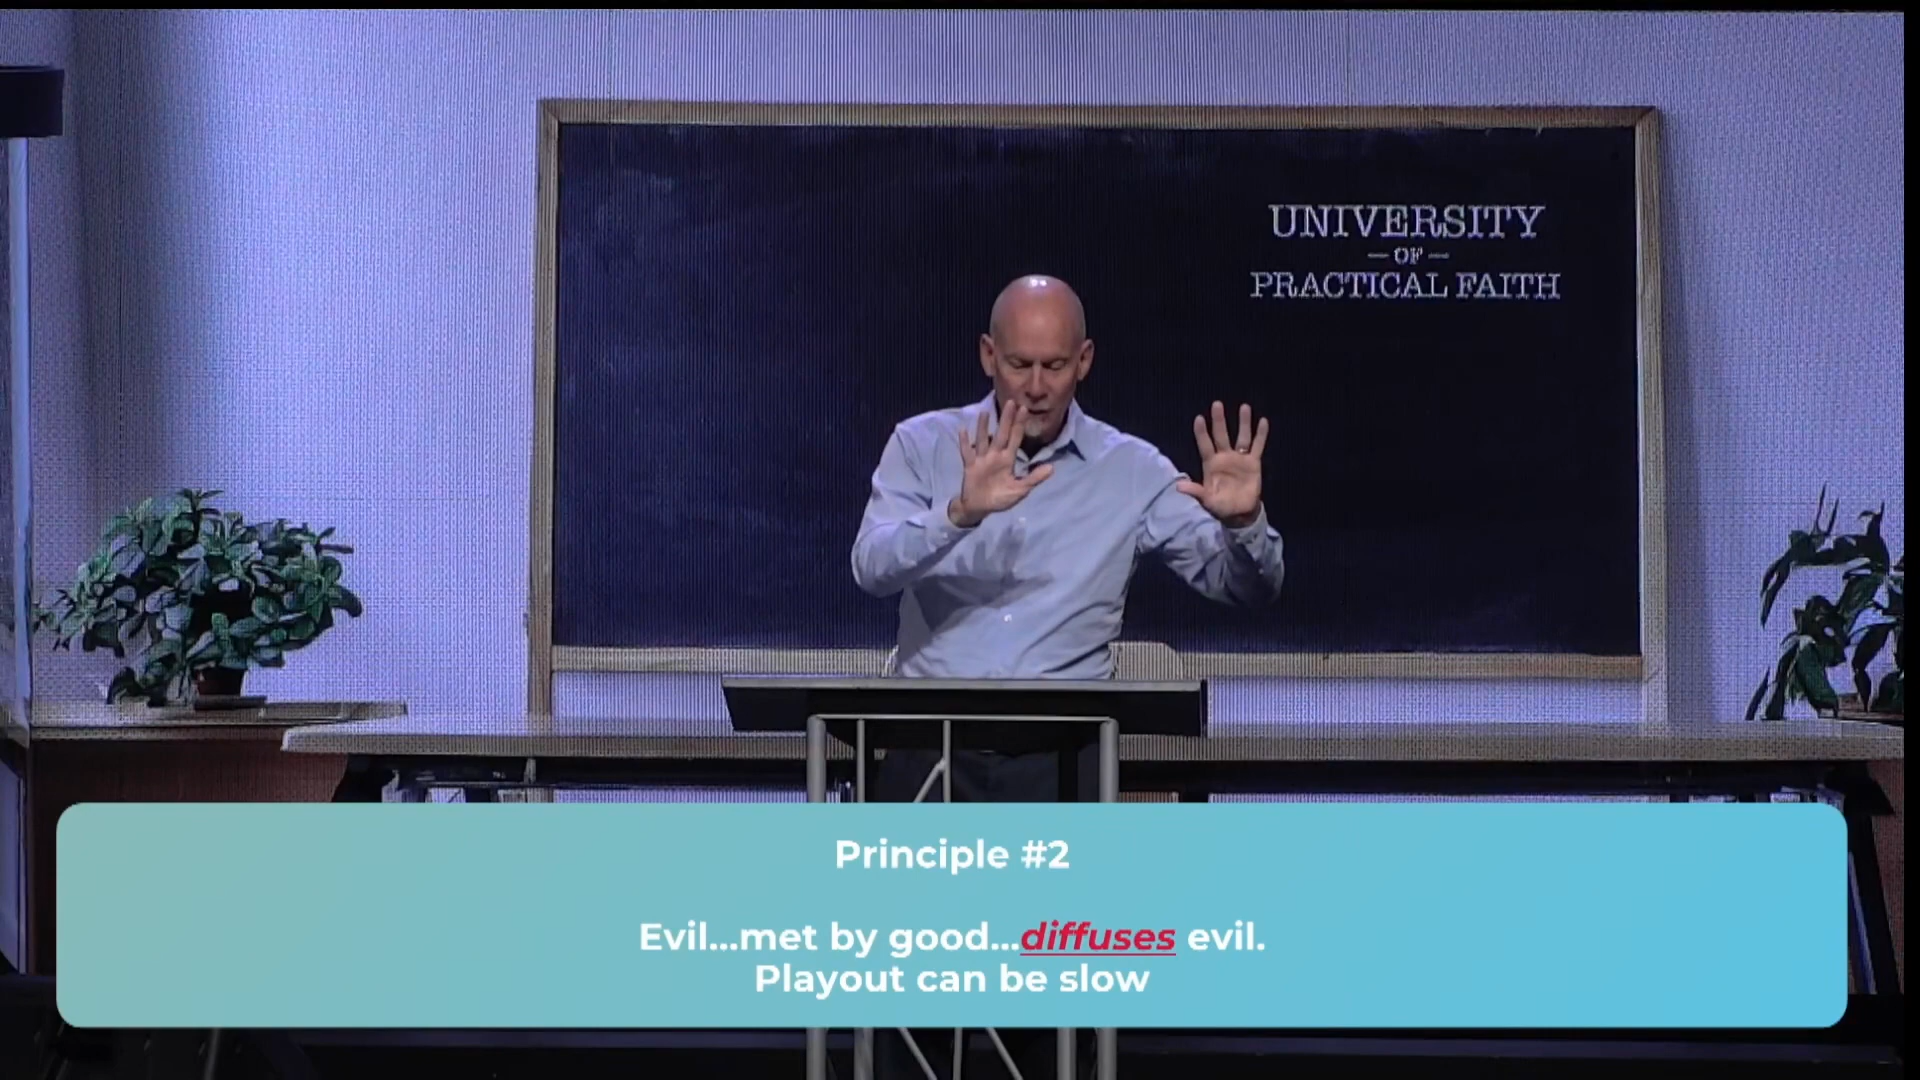 UNIVERSITY
— OF —
PRACTICAL FAITH
Principle #2
Evil...met by good...diffuses evil.
Playout can be slow